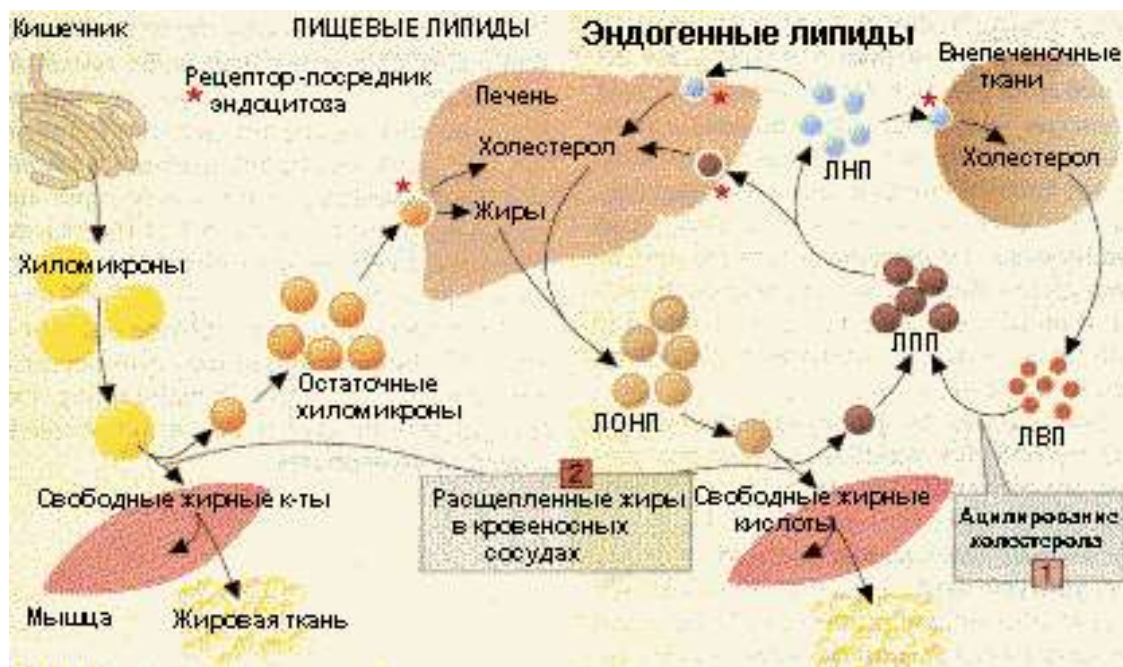 Кишечник
ПИЩЕВЫЕ ЛИПИДЫ
Эндогенные липиды
Рецептор-посредник
* эндоцитоза
Печень
Внепеченочные
ткани
Холестерол
ЛНП
Холестерол
Жиры
Хиломикроны
ЛПП
Остаточные
хиломикроны
ЛОНП
ЛВП
2
Свободные жирные к-ты
Расщепленные жиры
в кровеносных
сосудах
Свободные жирные
кислоты
Ацилирование
холестерола
1
Мышца
Жировая ткань